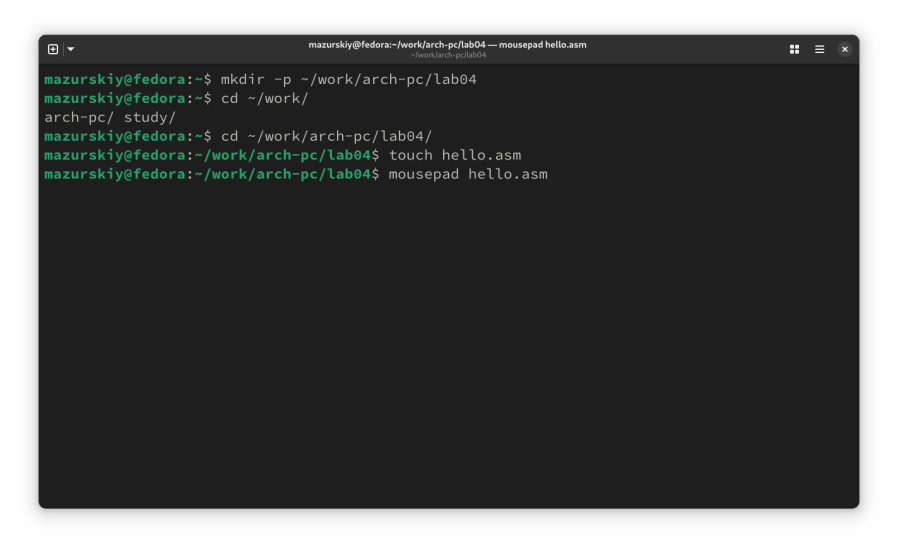 mazurskiy@fedora:~/work/arch-pc/lab04 — mousepad hello.asm
~/work/arch-pc/lab04
mazurskiy@fedora:~$ mkdir -p ~/work/arch-pc/lab04
mazurskiy@fedora:~$ cd ~/work/
arch-pc/ study/
mazurskiy@fedora:~$ cd ~/work/arch-pc/lab04/
mazurskiy@fedora:~/work/arch-pc/lab04$ touch hello.asm
mazurskiy@fedora:~/work/arch-pc/lab04$ mousepad hello.asm